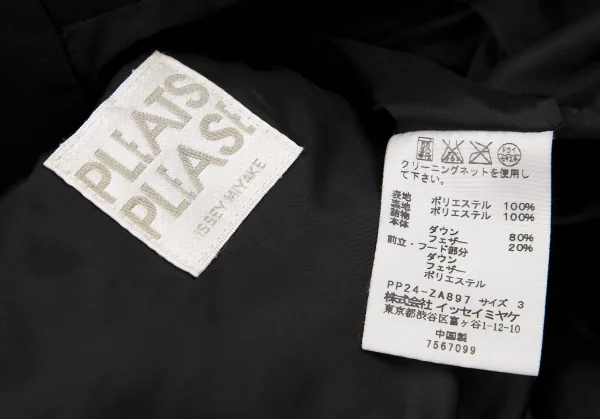 PLEATS
PLEASE
ISSEY MIYAKE
クリーニングネットを使用し
て下さい。
表地 ポリエステル 100%
裏地 ポリエステル 100%
詰物
本体
ダウン 80%
フェザー 20%
前立・フード部分
ダウン
フェザー
ポリエステル
PP24-ZA897 サイズ 3
株式会社 イッセイミヤケ
東京都渋谷区富ヶ谷1-12-10
中国製
7567099